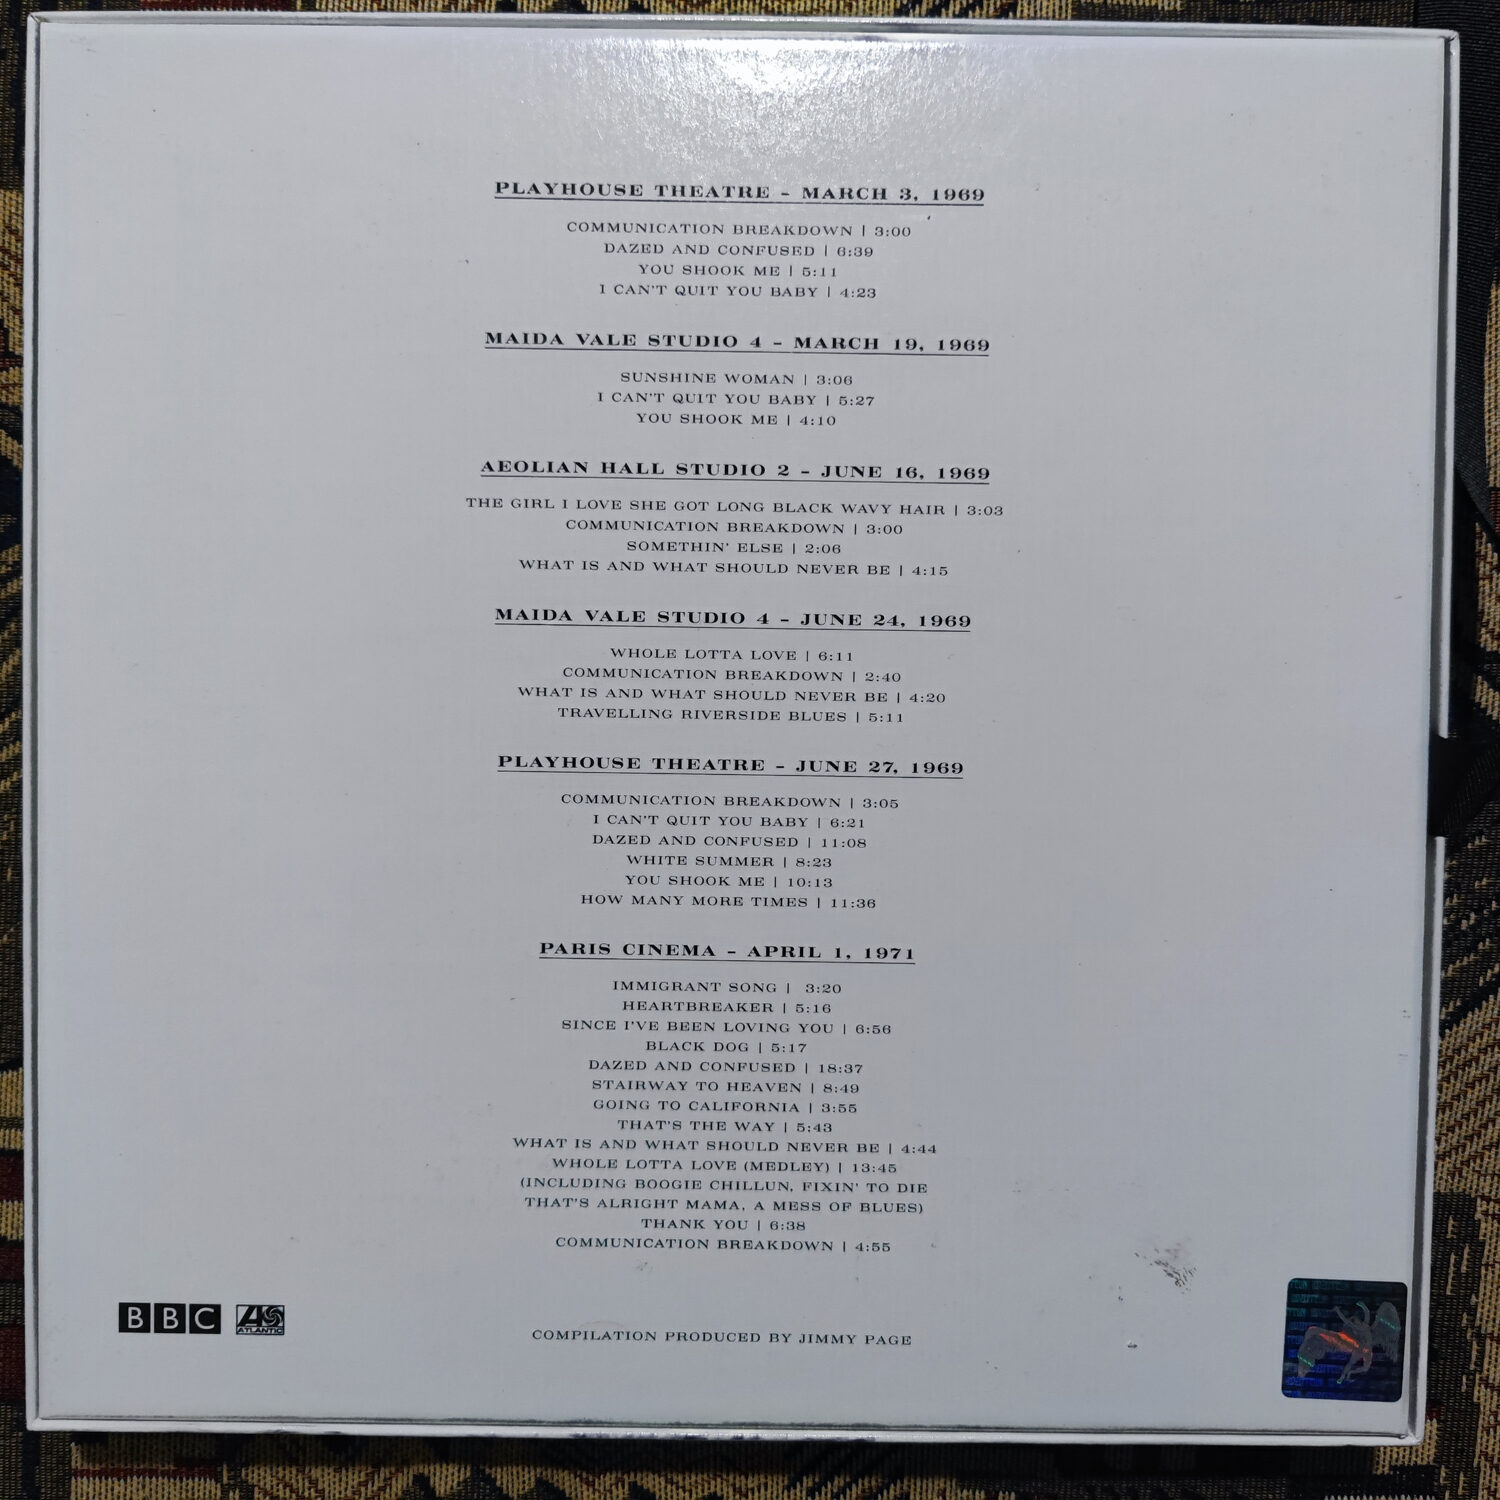 PLAYHOUSE THEATRE - MARCH 3, 1969
COMMUNICATION BREAKDOWN | 3:00
DAZED AND CONFUSED | 6:39
YOU SHOOK ME | 5:11
I CAN'T QUIT YOU BABY | 4:23
MAIDA VALE STUDIO 4 - MARCH 19, 1969
SUNSHINE WOMAN | 3:06
I CAN'T QUIT YOU BABY | 5:27
YOU SHOOK ME | 4:10
AEOLIAN HALL STUDIO 2 - JUNE 16, 1969
THE GIRL I LOVE SHE GOT LONG BLACK WAVY HAIR | 3:03
COMMUNICATION BREAKDOWN | 3:00
SOMETHIN' ELSE | 2:06
WHAT IS AND WHAT SHOULD NEVER BE | 4:15
MAIDA VALE STUDIO 4 - JUNE 24, 1969
WHOLE LOTTA LOVE | 6:11
COMMUNICATION BREAKDOWN | 2:40
WHAT IS AND WHAT SHOULD NEVER BE | 4:20
TRAVELLING RIVERSIDE BLUES | 5:11
PLAYHOUSE THEATRE - JUNE 27, 1969
COMMUNICATION BREAKDOWN | 3:05
I CAN'T QUIT YOU BABY | 6:21
DAZED AND CONFUSED | 11:08
WHITE SUMMER | 8:23
YOU SHOOK ME | 10:13
HOW MANY MORE TIMES | 11:36
PARIS CINEMA - APRIL 1, 1971
IMMIGRANT SONG | 3:20
HEARTBREAKER | 5:16
SINCE I'VE BEEN LOVING YOU | 6:56
BLACK DOG | 5:17
DAZED AND CONFUSED | 18:37
STAIRWAY TO HEAVEN | 8:49
GOING TO CALIFORNIA | 3:55
THAT'S THE WAY | 5:43
WHAT IS AND WHAT SHOULD NEVER BE | 4:44
WHOLE LOTTA LOVE (MEDLEY) | 13:45
(INCLUDING BOOGIE CHILLUN, FIXIN' TO DIE
THAT'S ALRIGHT MAMA, A MESS OF BLUES)
THANK YOU | 6:38
COMMUNICATION BREAKDOWN | 4:55
BBC
ATLANTIC
COMPILATION PRODUCED BY JIMMY PAGE